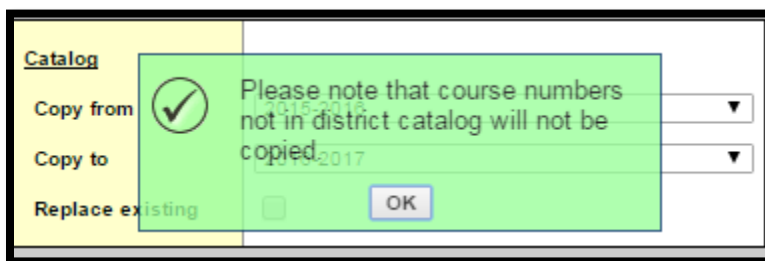 Catalog
Copy from 2015-2016
Copy to 2016-2017
Replace existing
Please note that course numbers
not in district catalog will not be
copied.
OK